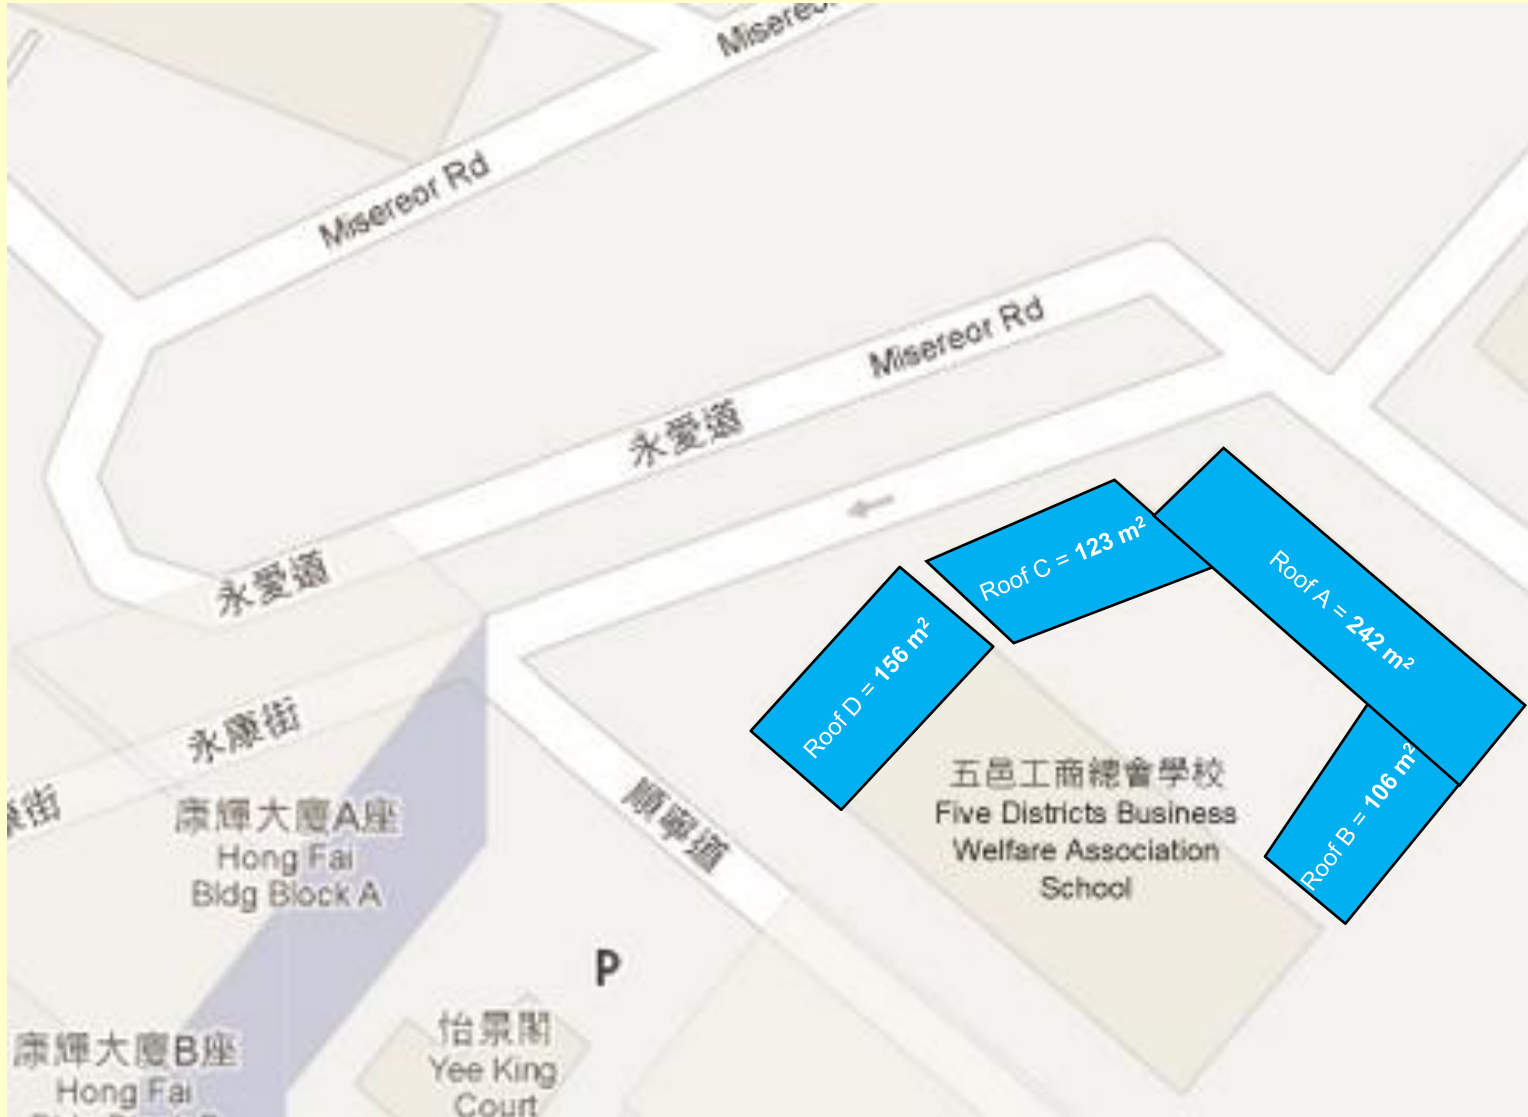 Misereor
Misereor Rd
Misereor Rd
永愛道
永愛道
Roof C = 123 m²
Roof A = 242 m²
Roof D = 156 m²
Roof B = 106 m²
永康街
康街
康輝大廈A座
Hong Fai
Bldg Block A
順寧道
五邑工商總會學校
Five Districts Business
Welfare Association
School
P
怡景閣
Yee King
Court
康輝大廈B座
Hong Fai